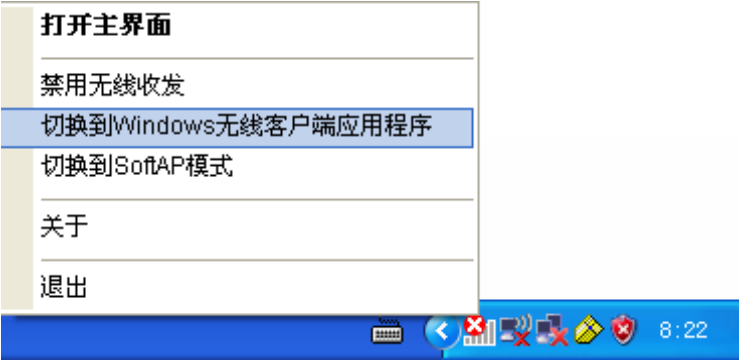 打开主界面
禁用无线收发
切换到Windows无线客户端应用程序
切换到SoftAP模式
关于
退出
8:22